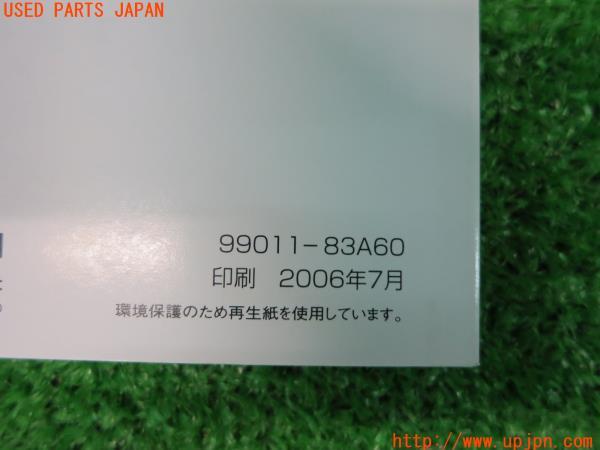 USED PARTS JAPAN
99011-83A60
印刷　2006年7月
環境保護のため再生紙を使用しています。
http://www.upjpn.com/